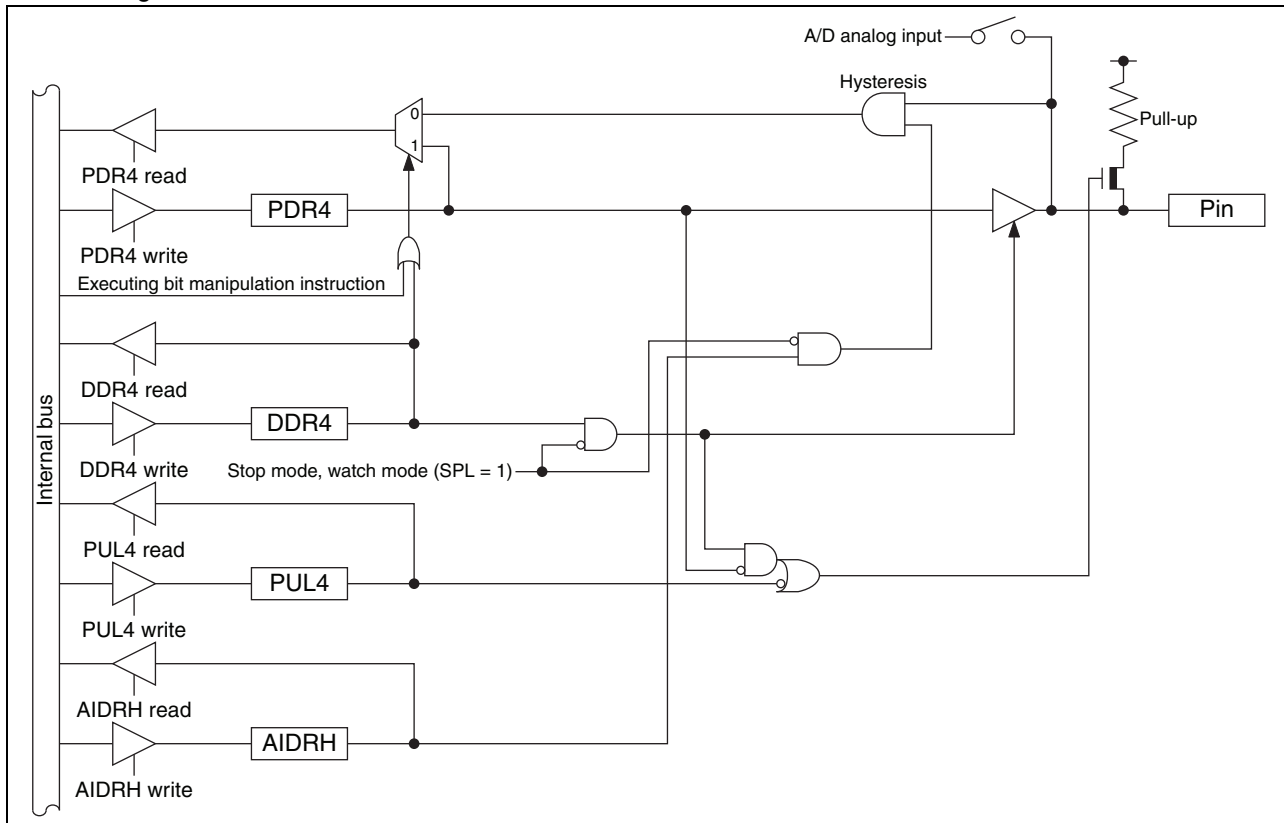 A/D analog input
Hysteresis
0
Pull-up
1
PDR4 read
PDR4
Pin
PDR4 write
Executing bit manipulation instruction
DDR4 read
DDR4
DDR4 write
Stop mode, watch mode (SPL = 1)
Internal bus
PUL4 read
PUL4
PUL4 write
AIDRH read
AIDRH
AIDRH write